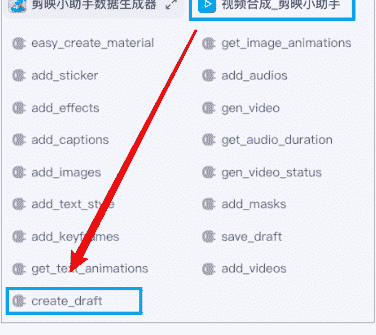 剪映小助手数据生成器 视频合成_剪映小助手
easy_create_material get_image_animations
add_sticker add_audios
add_effects gen_video
add_captions get_audio_duration
add_images gen_video_status
add_text_style add_masks
add_keyframes save_draft
get_text_animations add_videos
create_draft